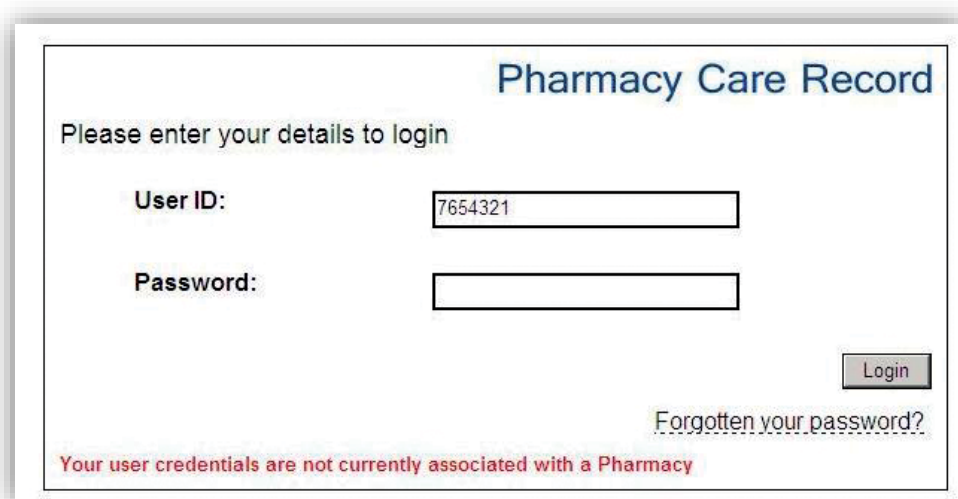 Pharmacy Care Record
Please enter your details to login
User ID:
7654321
Password:
Login
Forgotten your password?
Your user credentials are not currently associated with a Pharmacy